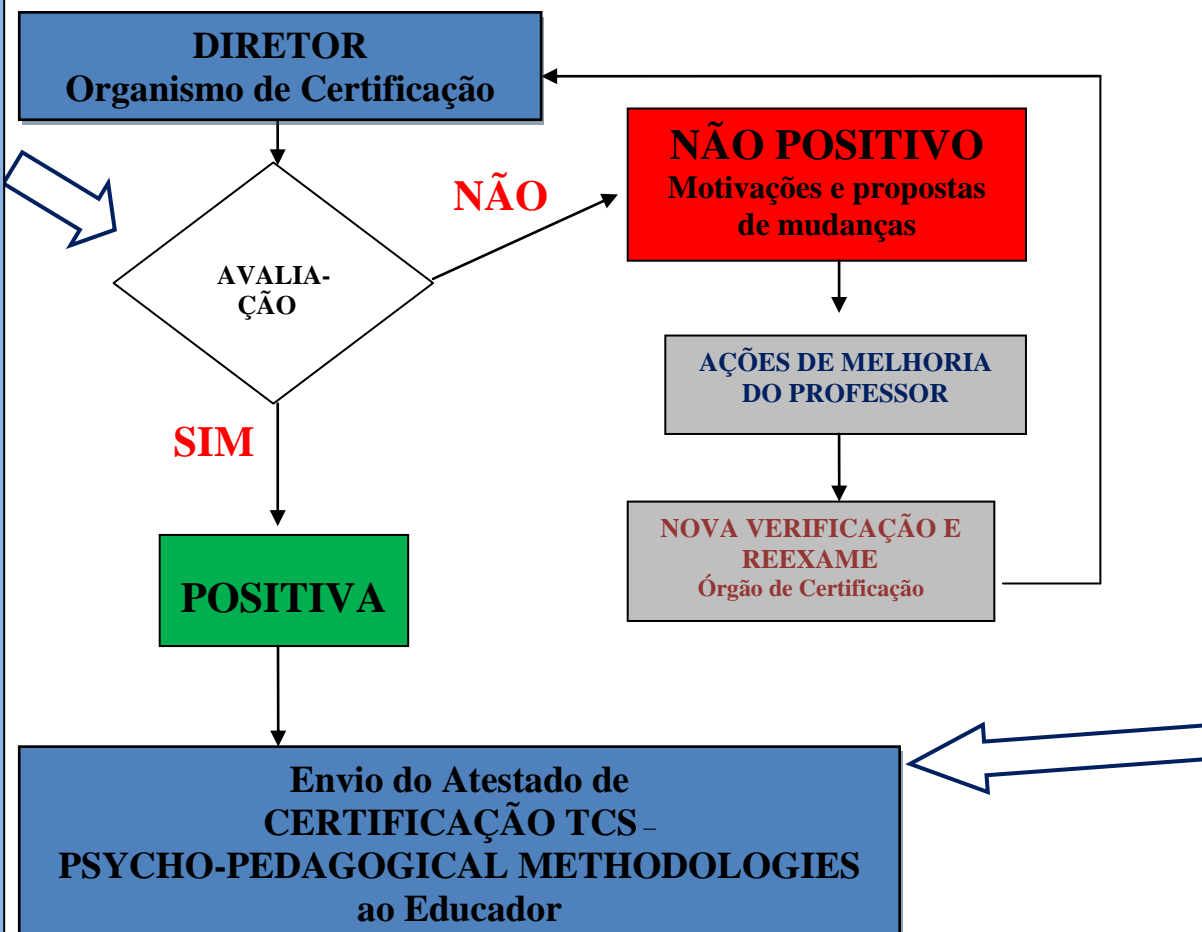 DIRETOR
Organismo de Certificação
NÃO
NÃO POSITIVO
Motivações e propostas
de mudanças
AVALIA-
ÇÃO
AÇÕES DE MELHORIA
DO PROFESSOR
SIM
NOVA VERIFICAÇÃO E
REEXAME
Órgão de Certificação
POSITIVA
Envio do Atestado de
CERTIFICAÇÃO TCS –
PSYCHO-PEDAGOGICAL METHODOLOGIES
ao Educador